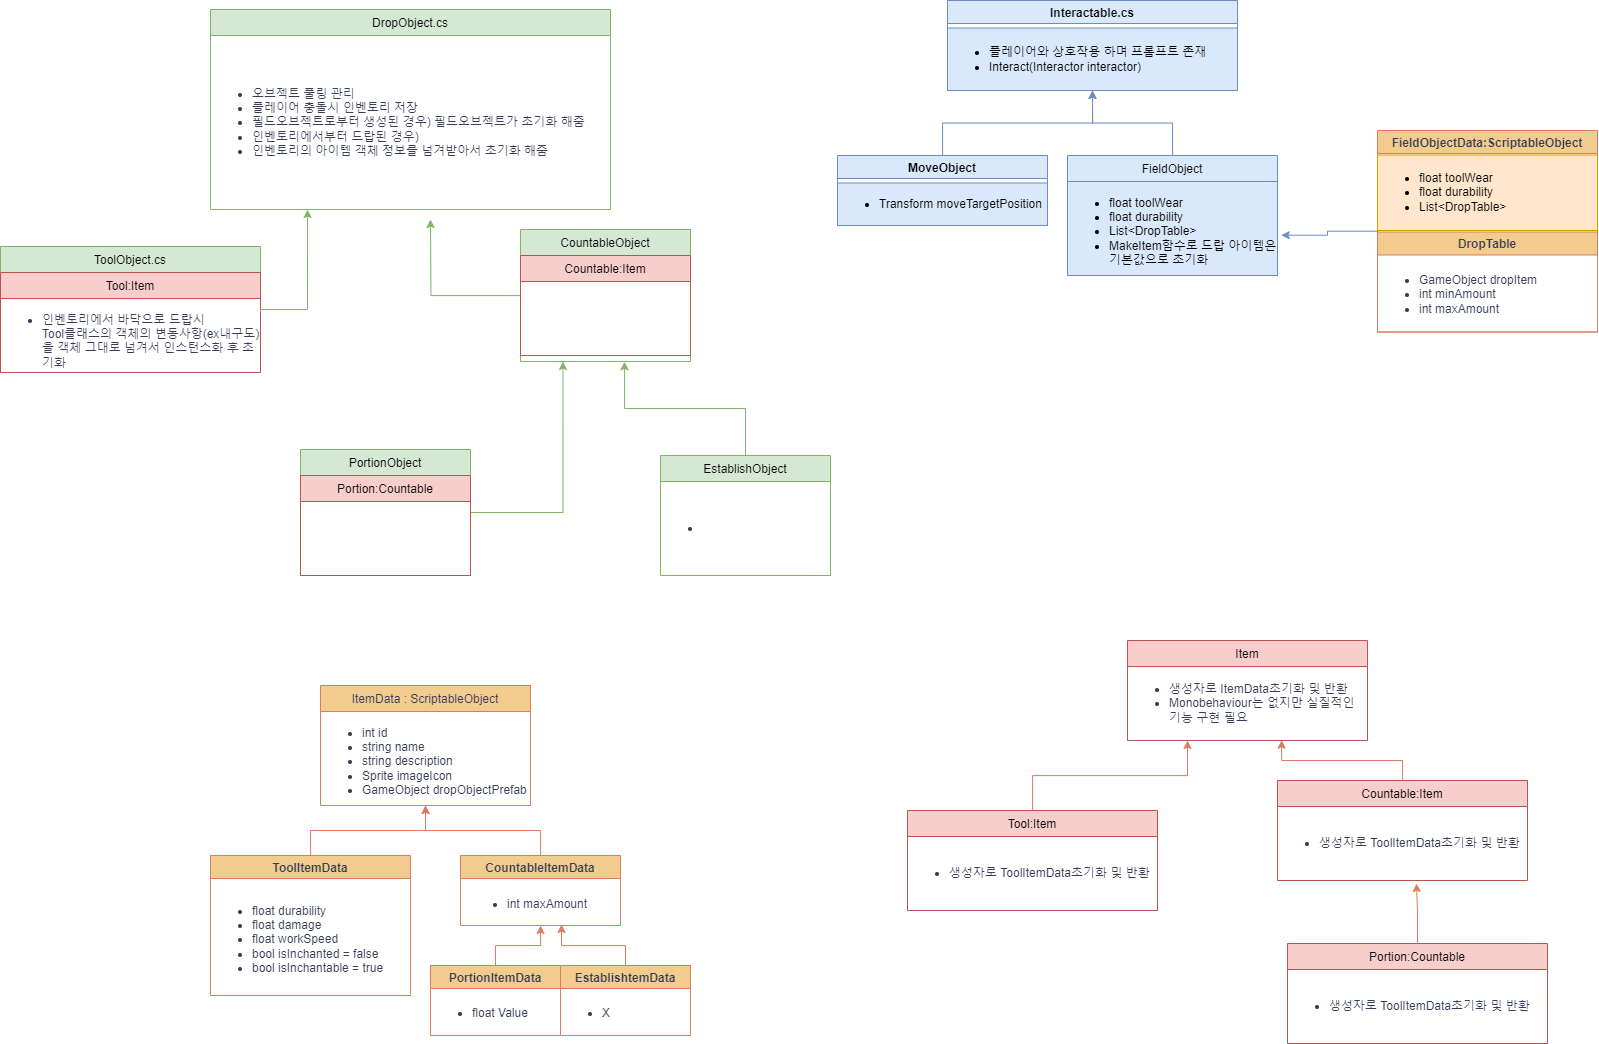 DropObject.cs
오브젝트 풀링 관리
플레이어 충돌시 인벤토리 저장
필드오브젝트로부터 생성된 경우) 필드오브젝트가 초기화 해줌
인벤토리에서부터 드랍된 경우)
인벤토리의 아이템 객체 정보를 넘겨받아서 초기화 해줌
ToolObject.cs
Tool:Item
인벤토리에서 바닥으로 드랍시
Tool클래스의 객체의 변동사항(ex내구도)
을 객체 그대로 넘겨서 인스턴스화 후 초
기화
CountableObject
Countable:Item
PortionObject
Portion:Countable
EstablishObject
Interactable.cs
플레이어와 상호작용 하며 프롬프트 존재
Interact(Interactor interactor)
MoveObject
Transform moveTargetPosition
FieldObject
float toolWear
float durability
List<DropTable>
MakeItem함수로 드랍 아이템은
기본값으로 초기화
FieldObjectData:ScriptableObject
float toolWear
float durability
List<DropTable>
DropTable
GameObject dropItem
int minAmount
int maxAmount
ItemData : ScriptableObject
int id
string name
string description
Sprite imageIcon
GameObject dropObjectPrefab
ToolItemData
float durability
float damage
float workSpeed
bool isInchanted = false
bool isInchantable = true
CountableItemData
int maxAmount
PortionItemData
float Value
EstablishtemData
X
Item
생성자로 ItemData초기화 및 반환
Monobehaviour는 없지만 실질적인
기능 구현 필요
Tool:Item
생성자로 ToolItemData초기화 및 반환
Countable:Item
생성자로 ToolItemData초기화 및 반환
Portion:Countable
생성자로 ToolItemData초기화 및 반환